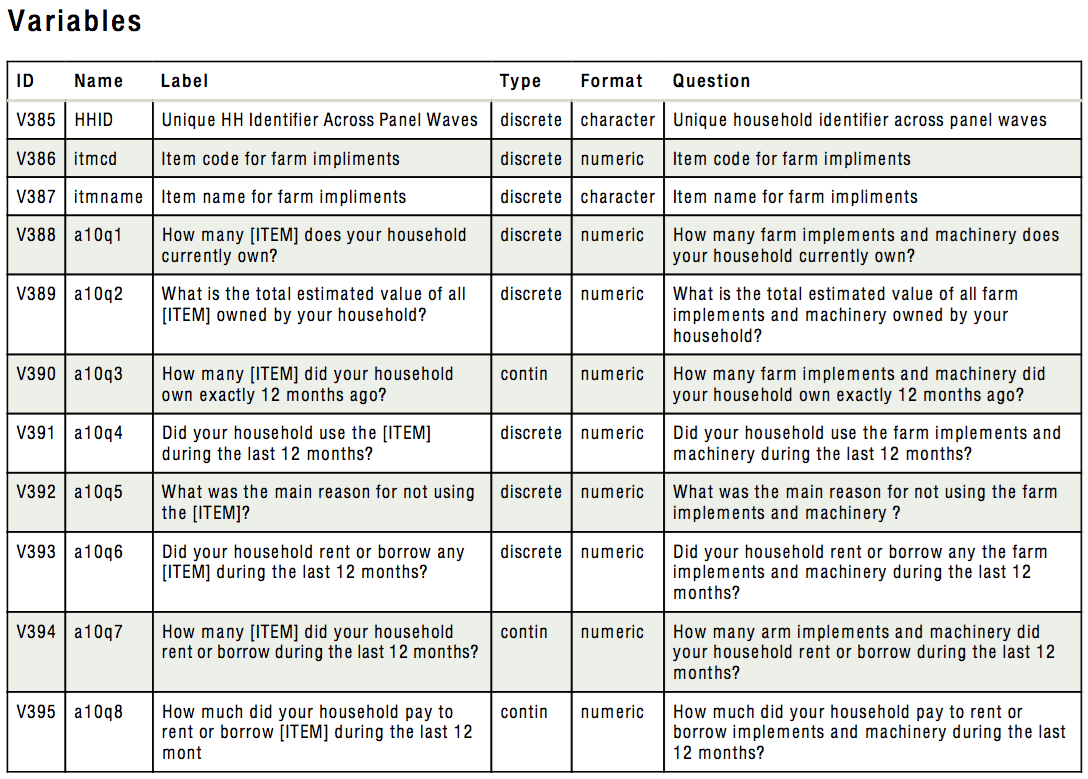 Variables
ID Name Label Type Format Question
V385 HHID Unique HH Identifier Across Panel Waves discrete character Unique household identifier across panel waves
V386 itmcd Item code for farm impliments discrete numeric Item code for farm impliments
V387 itmname Item name for farm impliments discrete character Item name for farm impliments
V388 a10q1 How many [ITEM] does your household discrete numeric How many farm implements and machinery does
currently own? your household currently own?
V389 a10q2 What is the total estimated value of all discrete numeric What is the total estimated value of all farm
[ITEM] owned by your household? implements and machinery owned by your
household?
V390 a10q3 How many [ITEM] did your household contin numeric How many farm implements and machinery did
own exactly 12 months ago? your household own exactly 12 months ago?
V391 a10q4 Did your household use the [ITEM] discrete numeric Did your household use the farm implements and
during the last 12 months? machinery during the last 12 months?
V392 a10q5 What was the main reason for not using discrete numeric What was the main reason for not using the farm
the [ITEM]? implements and machinery ?
V393 a10q6 Did your household rent or borrow any discrete numeric Did your household rent or borrow any the farm
[ITEM] during the last 12 months? implements and machinery during the last 12
months?
V394 a10q7 How many [ITEM] did your household contin numeric How many arm implements and machinery did
rent or borrow during the last 12 months? your household rent or borrow during the last 12
months?
V395 a10q8 How much did your household pay to contin numeric How much did your household pay to rent or
rent or borrow [ITEM] during the last 12 borrow implements and machinery during the last
mont 12 months?